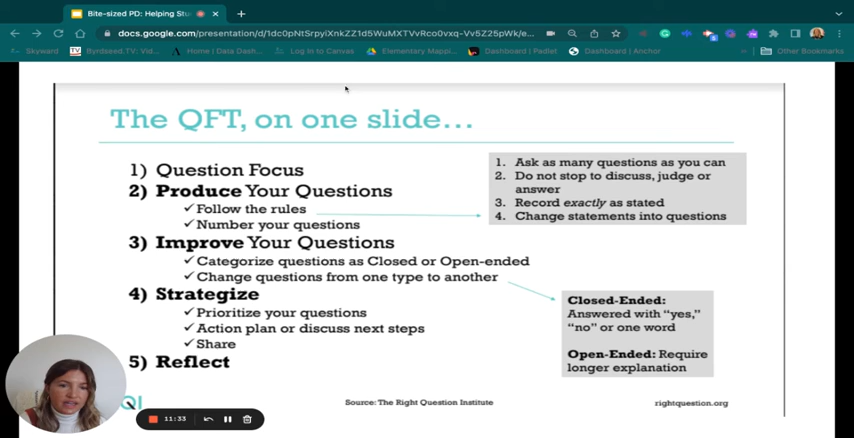 Bite-sized PD: Helping Stu
docs.google.com/presentation/d/1dc0pNtSrpyiXnkZZ1d5WuMXTVvRco0vxq-Vv5Z25pWk/e...
Skyward
Byrdseed.TV: Vid...
Home | Data Dash...
Log In to Canvas
Elementary Mappi...
Dashboard | Padlet
Dashboard | Anchor
Other Bookmarks
The QFT, on one slide...
1) Question Focus
2) Produce Your Questions
✓ Follow the rules
✓ Number your questions
3) Improve Your Questions
✓ Categorize questions as Closed or Open-ended
✓ Change questions from one type to another
4) Strategize
✓ Prioritize your questions
✓ Action plan or discuss next steps
✓ Share
5) Reflect
1. Ask as many questions as you can
2. Do not stop to discuss, judge or
answer
3. Record exactly as stated
4. Change statements into questions
Closed-Ended:
Answered with "yes,"
"no" or one word
Open-Ended: Require
longer explanation
QI
11:33
Source: The Right Question Institute
rightquestion.org